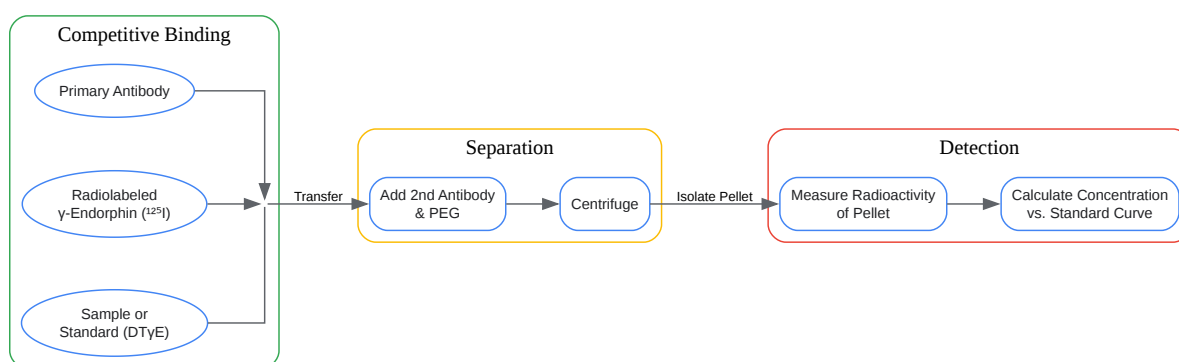 Competitive Binding
Primary Antibody
Radiolabeled
γ-Endorphin (¹²⁵I)
Sample or
Standard (DTγE)
Transfer
Separation
Add 2nd Antibody
& PEG
Centrifuge
Isolate Pellet
Detection
Measure Radioactivity
of Pellet
Calculate Concentration
vs. Standard Curve